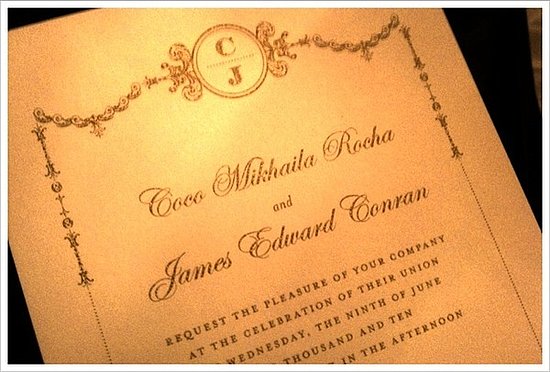 C
J
Coco Mikhaila Rocha
and
James Edward Conran
REQUEST THE PLEASURE OF YOUR COMPANY
AT THE CELEBRATION OF THEIR UNION
WEDNESDAY, THE NINTH OF JUNE
THOUSAND AND TEN
IN THE AFTERNOON